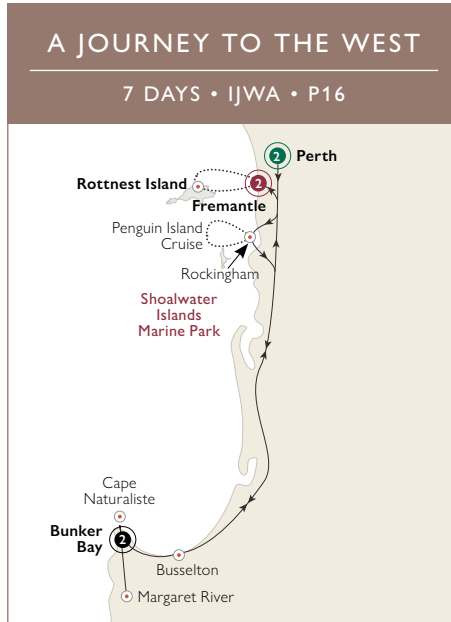 A JOURNEY TO THE WEST
7 DAYS • IJWA • P16
2 Perth
Rottnest Island
2
Fremantle
Penguin Island
Cruise
Rockingham
Shoalwater
Islands
Marine Park
Cape
Naturaliste
Bunker
Bay
2
Busselton
Margaret River